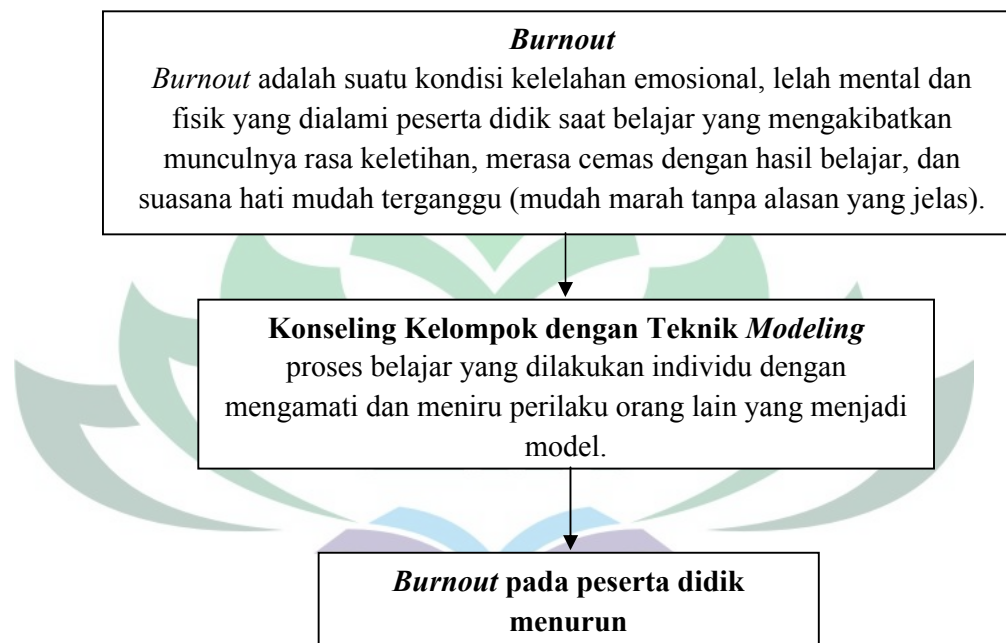 Burnout
Burnout adalah suatu kondisi kelelahan emosional, lelah mental dan
fisik yang dialami peserta didik saat belajar yang mengakibatkan
munculnya rasa keletihan, merasa cemas dengan hasil belajar, dan
suasana hati mudah terganggu (mudah marah tanpa alasan yang jelas).
Konseling Kelompok dengan Teknik Modeling
proses belajar yang dilakukan individu dengan
mengamati dan meniru perilaku orang lain yang menjadi
model.
Burnout pada peserta didik
menurun